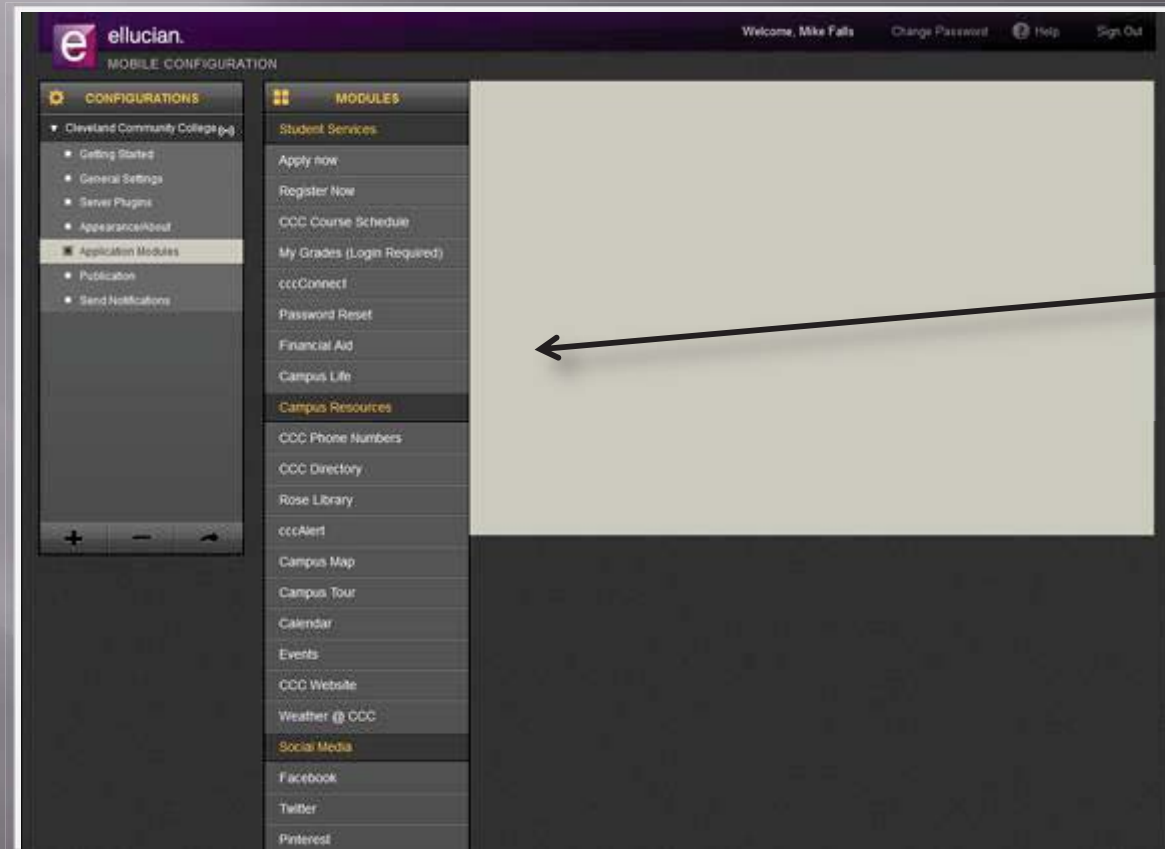 ellucian.
Welcome, Mike Falls Change Password Help Sign Out
MOBILE CONFIGURATION
CONFIGURATIONS
Cleveland Community College
Getting Started
General Settings
Server Plugins
Appearance/About
Application Modules
Publication
Send Notifications
MODULES
Student Services
Apply now
Register Now
CCC Course Schedule
My Grades (Login Required)
cccConnect
Password Reset
Financial Aid
Campus Life
Campus Resources
CCC Phone Numbers
CCC Directory
Rose Library
cccAlert
Campus Map
Campus Tour
Calendar
Events
CCC Website
Weather @ CCC
Social Media
Facebook
Twitter
Pinterest